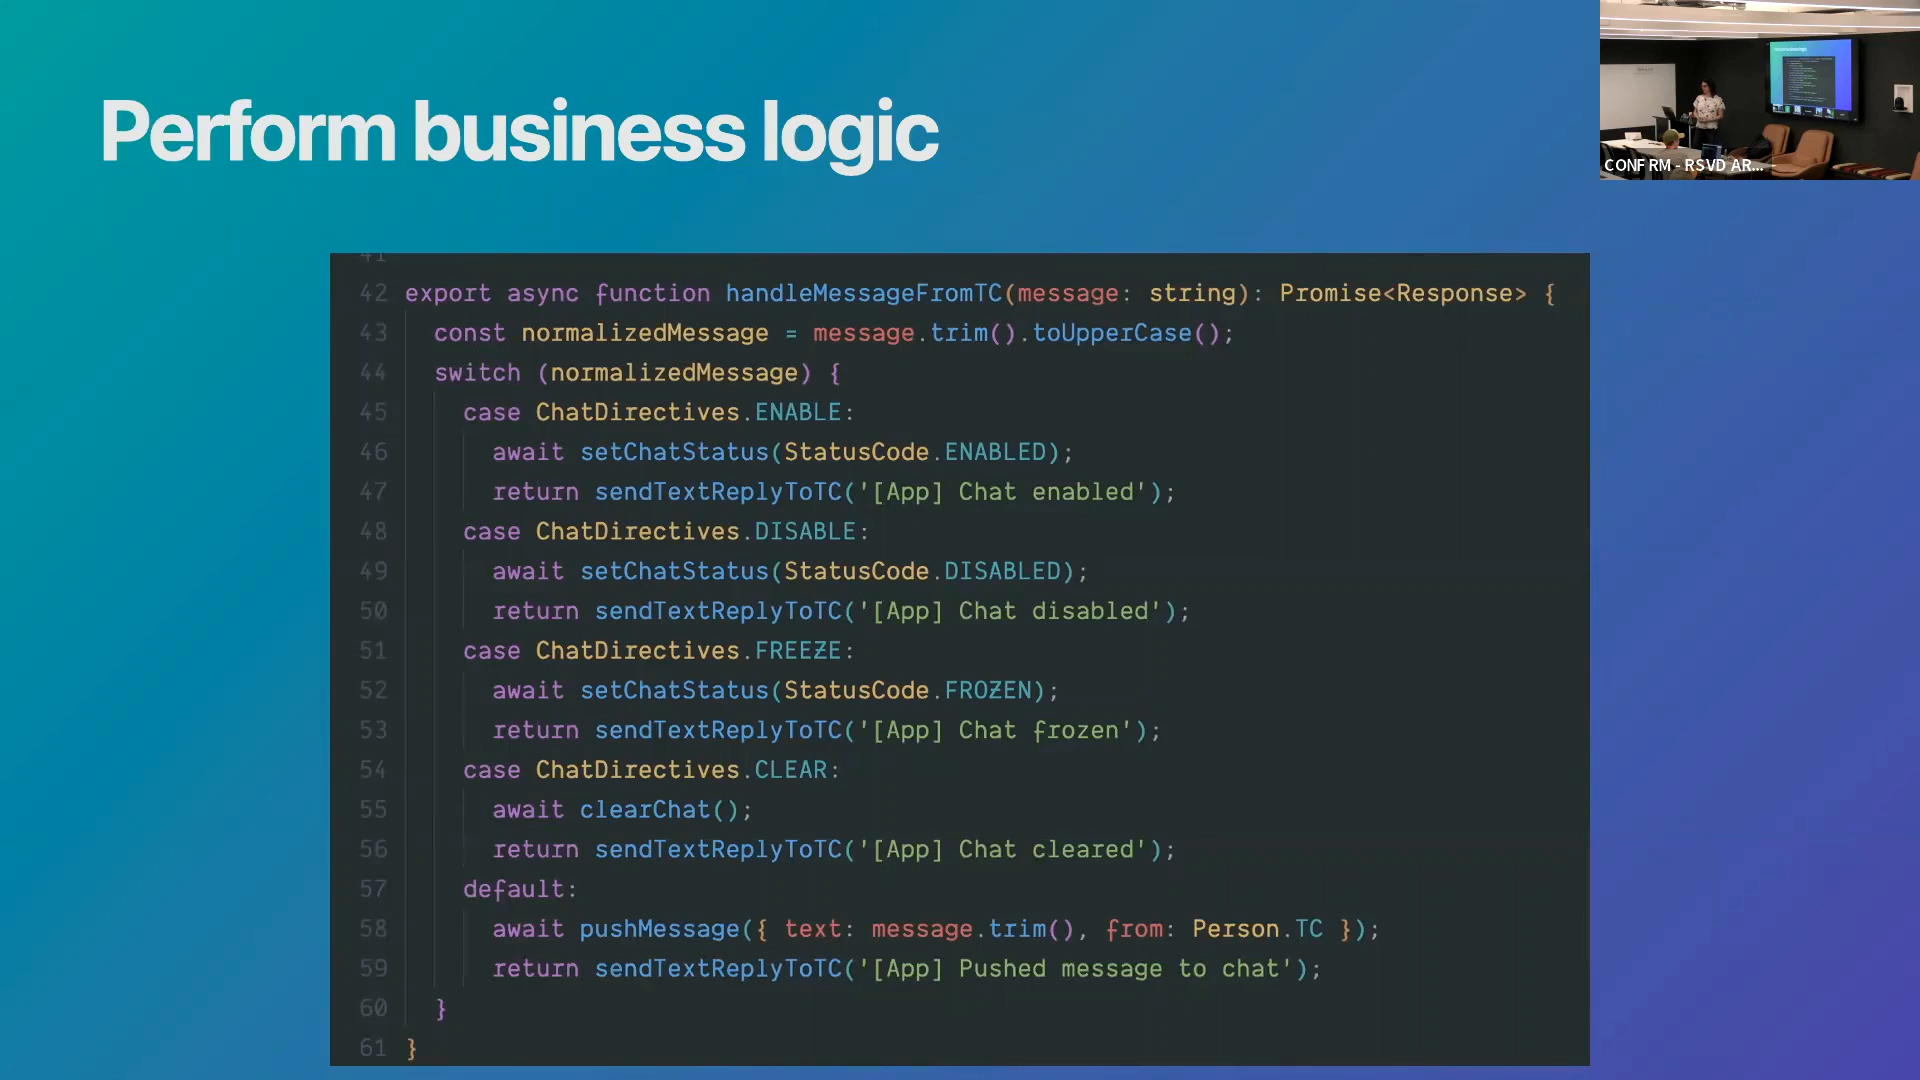 Perform business logic
CONF RM - RSVD AR...
41
42 export async function handleMessageFromTC(message: string): Promise<Response> {
43 const normalizedMessage = message.trim().toUpperCase();
44 switch (normalizedMessage) {
45 case ChatDirectives.ENABLE:
46 await setChatStatus(StatusCode.ENABLED);
47 return sendTextReplyToTC('[App] Chat enabled');
48 case ChatDirectives.DISABLE:
49 await setChatStatus(StatusCode.DISABLED);
50 return sendTextReplyToTC('[App] Chat disabled');
51 case ChatDirectives.FREEZE:
52 await setChatStatus(StatusCode.FROZEN);
53 return sendTextReplyToTC('[App] Chat frozen');
54 case ChatDirectives.CLEAR:
55 await clearChat();
56 return sendTextReplyToTC('[App] Chat cleared');
57 default:
58 await pushMessage({ text: message.trim(), from: Person.TC });
59 return sendTextReplyToTC('[App] Pushed message to chat');
60 }
61 }